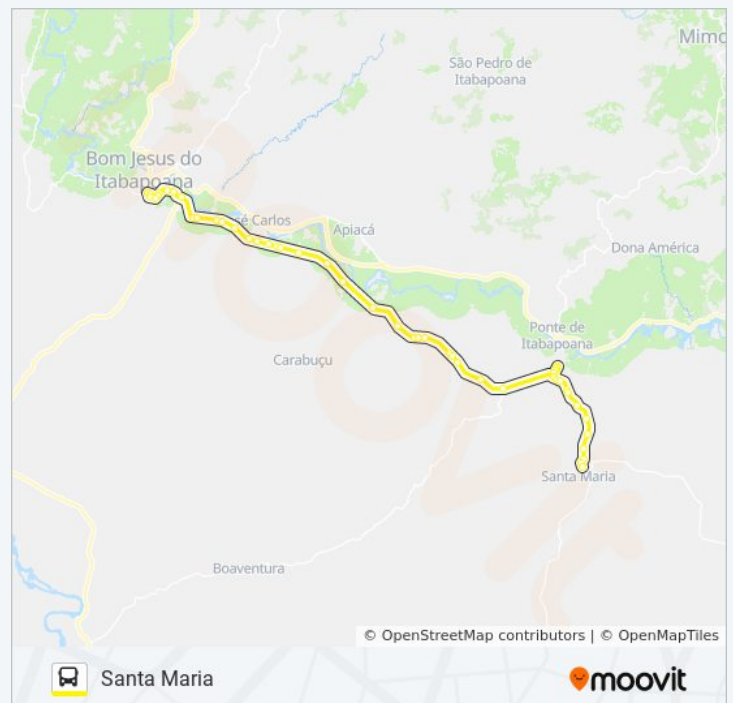 Mimo
São Pedro de
Itabapoana
Bom Jesus do
Itabapoana
sé Carlos
Apiacá
Dona América
Ponte de
Itabapoana
Carabuçu
Santa Maria
Boaventura
© OpenStreetMap contributors | © OpenMapTiles
Santa Maria
moovit